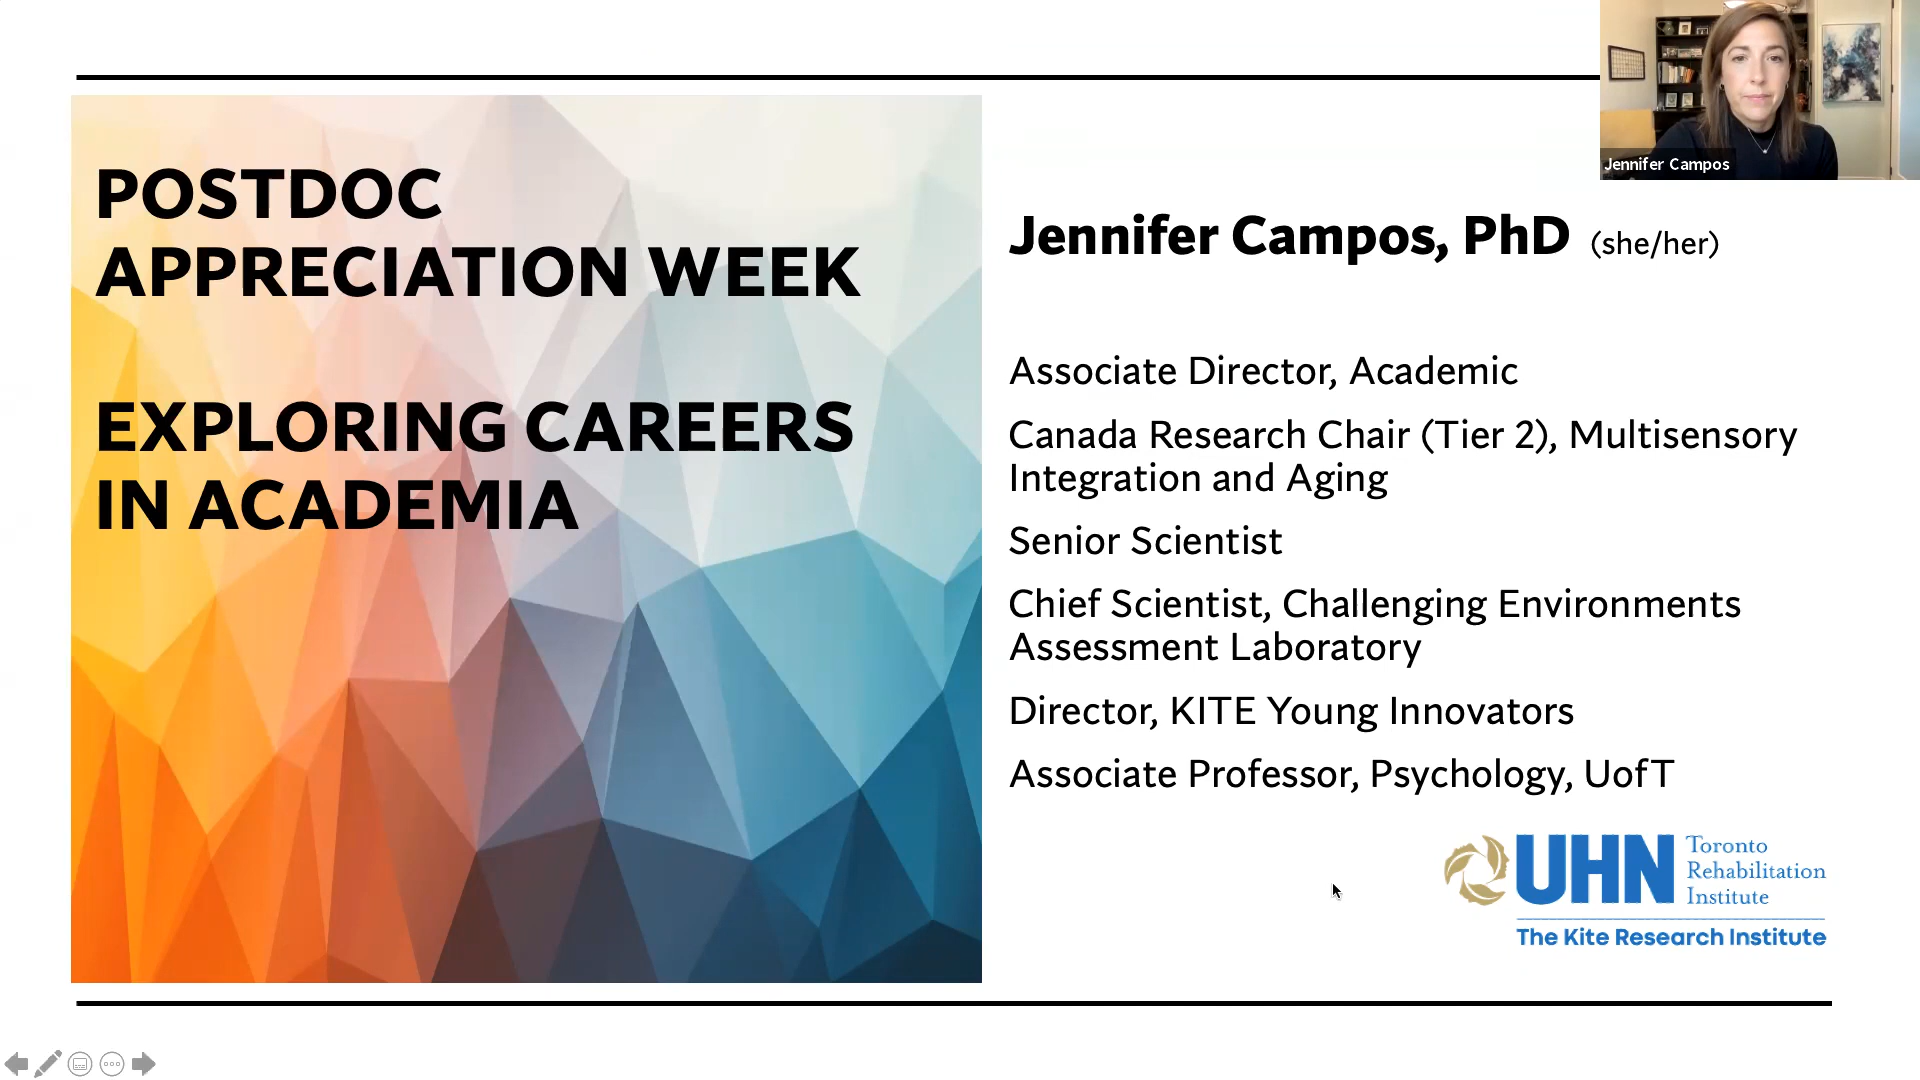 POSTDOC
APPRECIATION WEEK
EXPLORING CAREERS
IN ACADEMIA
Jennifer Campos
Jennifer Campos, PhD (she/her)
Associate Director, Academic
Canada Research Chair (Tier 2), Multisensory
Integration and Aging
Senior Scientist
Chief Scientist, Challenging Environments
Assessment Laboratory
Director, KITE Young Innovators
Associate Professor, Psychology, UofT
UHN
Toronto
Rehabilitation
Institute
The Kite Research Institute